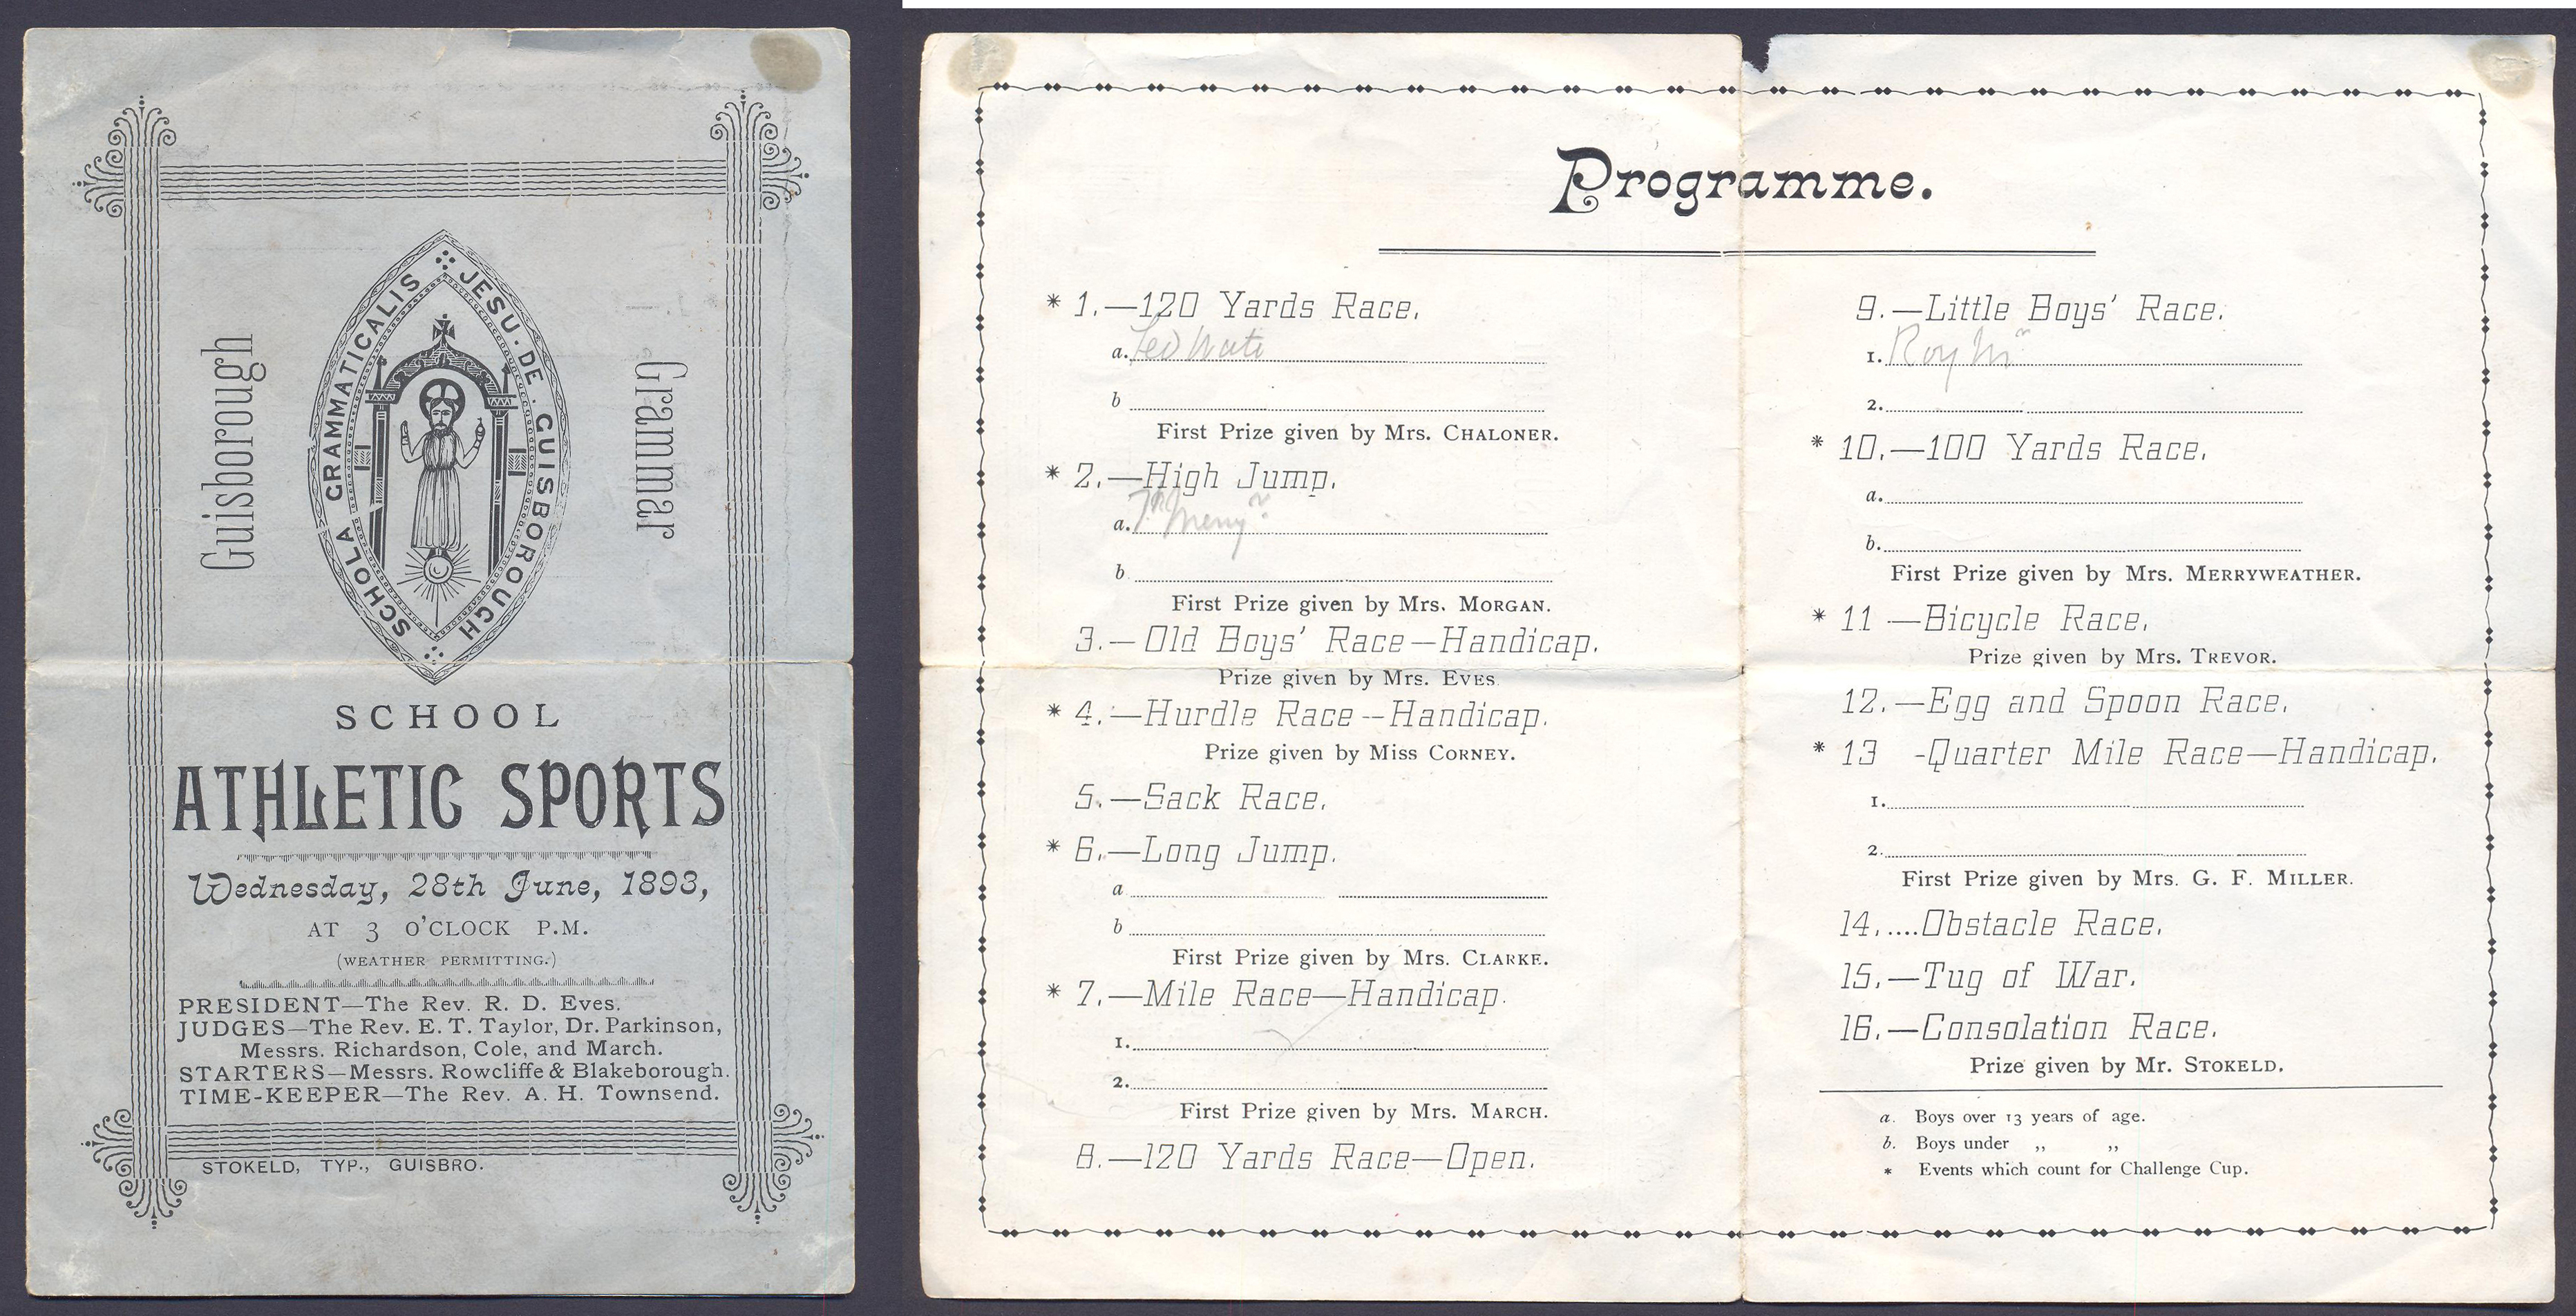 Guisborough
Grammar
SCHOLA GRAMMATICALIS JESU. DE. GUISBOROUGH
SCHOOL
ATHLETIC SPORTS
Wednesday, 28th June, 1893,
AT 3 O'CLOCK P.M.
(WEATHER PERMITTING.)
PRESIDENT—The Rev. R. D. Eves.
JUDGES—The Rev. E. T. Taylor, Dr. Parkinson,
Messrs. Richardson, Cole, and March.
STARTERS—Messrs. Rowcliffe & Blakeborough.
TIME-KEEPER—The Rev. A. H. Townsend.
STOKELD, TYP., GUISBRO.
Programme.
* 1.—120 Yards Race.
a.
b
First Prize given by Mrs. CHALONER.
* 2.—High Jump.
a.
b
First Prize given by Mrs. MORGAN.
3.—Old Boys' Race—Handicap.
Prize given by Mrs. EVES.
* 4.—Hurdle Race—Handicap.
Prize given by Miss CORNEY.
5.—Sack Race.
* 6.—Long Jump.
a
b
First Prize given by Mrs. CLARKE.
* 7.—Mile Race—Handicap.
1.
2.
First Prize given by Mrs. MARCH.
8.—120 Yards Race—Open.
9.—Little Boys' Race.
1. Roy
2.
* 10.—100 Yards Race.
a.
b.
First Prize given by Mrs. MERRYWEATHER.
* 11 —Bicycle Race.
Prize given by Mrs. TREVOR.
12.—Egg and Spoon Race.
* 13 -Quarter Mile Race—Handicap.
1.
2.
First Prize given by Mrs. G. F. MILLER.
14.....Obstacle Race.
15.—Tug of War.
16.—Consolation Race.
Prize given by Mr. STOKELD.
a. Boys over 13 years of age.
b. Boys under ,, ,,
* Events which count for Challenge Cup.